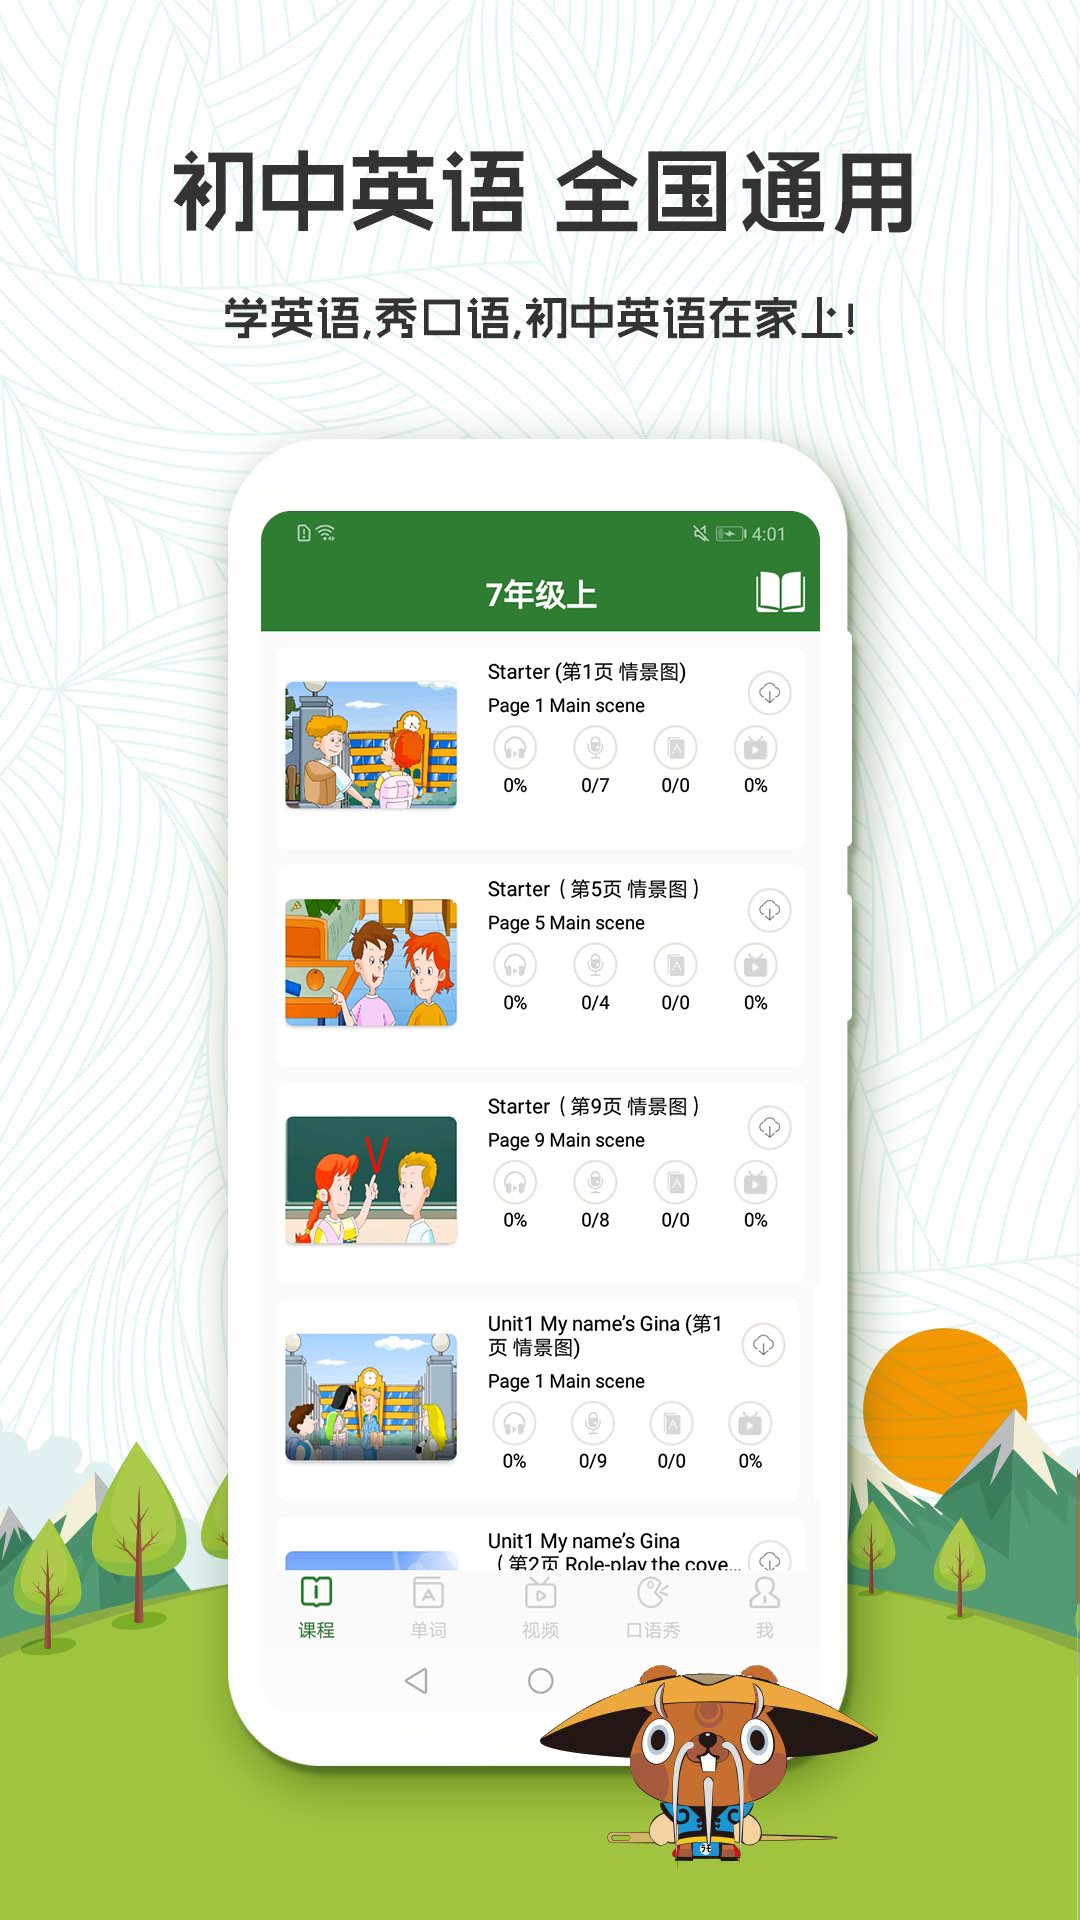 初中英语 全国通用
学英语,秀口语,初中英语在家上!
4:01
7年级上
Starter (第1页 情景图)
Page 1 Main scene
0% 0/7 0/0 0%
Starter（第5页 情景图）
Page 5 Main scene
0% 0/4 0/0 0%
V
Starter（第9页 情景图）
Page 9 Main scene
0% 0/8 0/0 0%
Unit1 My name’s Gina (第1
页 情景图)
Page 1 Main scene
0% 0/9 0/0 0%
Unit1 My name’s Gina
（第2页 Role-play the cove...
课程 单词 视频 口语秀 我